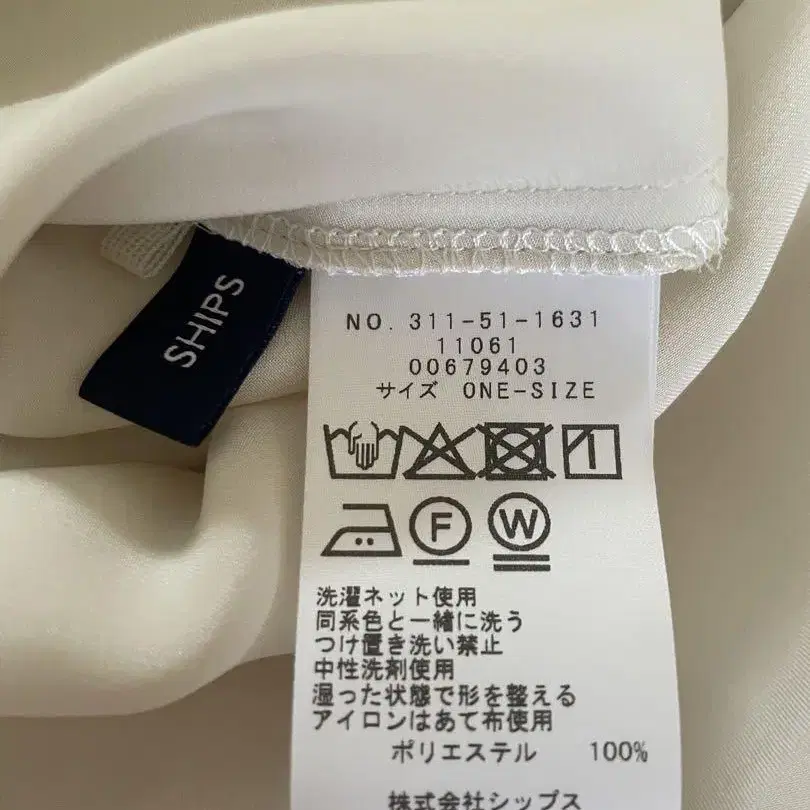 SHIPS
NO. 311-51-1631
11061
00679403
サイズ ONE-SIZE
F W
洗濯ネット使用
同系色と一緒に洗う
つけ置き洗い禁止
中性洗剤使用
湿った状態で形を整える
アイロンはあて布使用
ポリエステル 100%
株式会社シップス